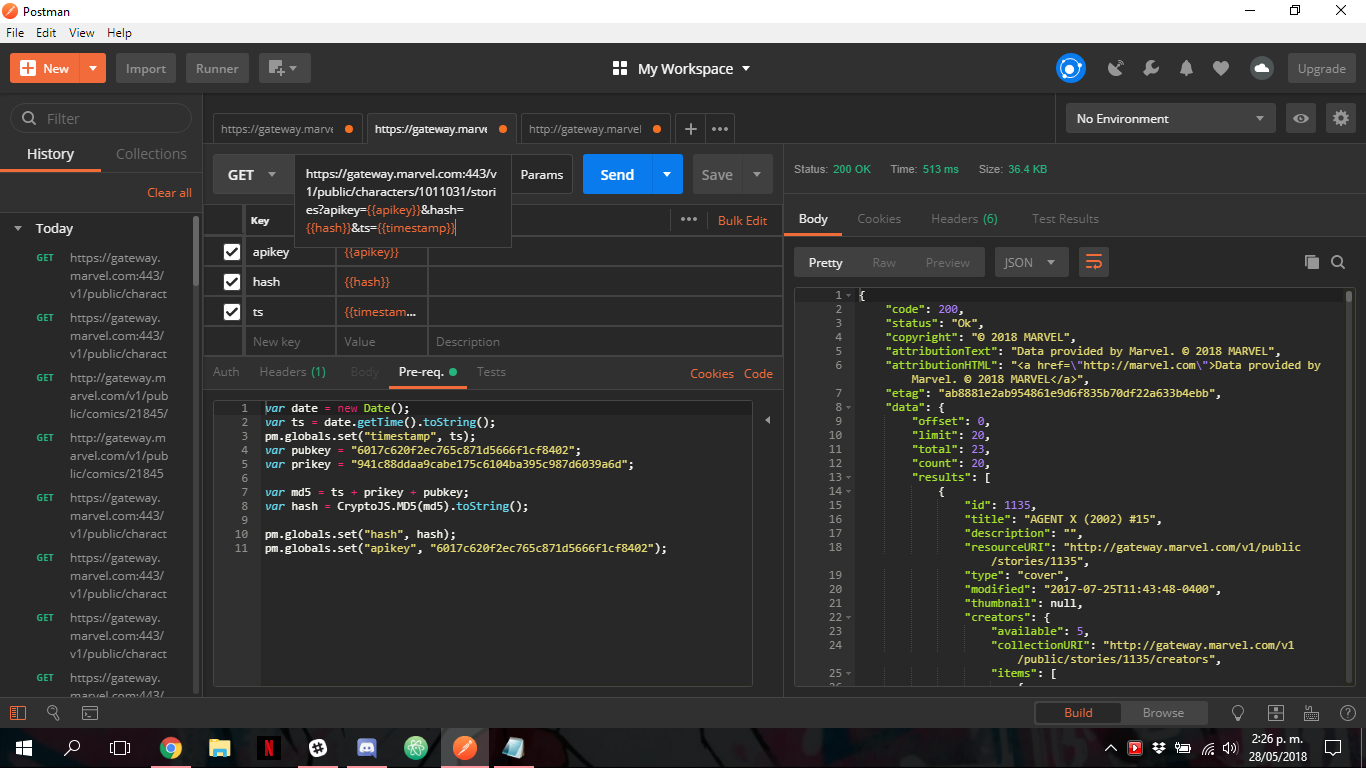 Postman
File Edit View Help
New Import Runner My Workspace Upgrade
Filter
History Collections
Clear all
Today
GET https://gateway.
marvel.com:443/
v1/public/charact
GET https://gateway.
marvel.com:443/
v1/public/charact
GET http://gateway.m
arvel.com/v1/pub
lic/comics/21845/
GET http://gateway.m
arvel.com/v1/pub
lic/comics/21845
GET https://gateway.
marvel.com:443/
v1/public/charact
GET https://gateway.
marvel.com:443/
v1/public/charact
GET https://gateway.
marvel.com:443/
v1/public/charact
GET https://gateway.
marvel.com:443/
https://gateway.marve https://gateway.marve http://gateway.marvel
No Environment
GET https://gateway.marvel.com:443/v
1/public/characters/1011031/stori
es?apikey={{apikey}}&hash=
{{hash}}&ts={{timestamp}}
Params Send Save
Key Bulk Edit
apikey {{apikey}}
hash {{hash}}
ts {{timestam...
New key Value Description
Auth Headers (1) Body Pre-req. Tests Cookies Code
1 var date = new Date();
2 var ts = date.getTime().toString();
3 pm.globals.set("timestamp", ts);
4 var pubkey = "6017c620f2ec765c871d5666f1cf8402";
5 var prikey = "941c88ddaa9cabe175c6104ba395c987d6039a6d";
6
7 var md5 = ts + prikey + pubkey;
8 var hash = CryptoJS.MD5(md5).toString();
9
10 pm.globals.set("hash", hash);
11 pm.globals.set("apikey", "6017c620f2ec765c871d5666f1cf8402");
Status: 200 OK Time: 513 ms Size: 36.4 KB
Body Cookies Headers (6) Test Results
Pretty Raw Preview JSON
1 {
2 "code": 200,
3 "status": "Ok",
4 "copyright": "© 2018 MARVEL",
5 "attributionText": "Data provided by Marvel. © 2018 MARVEL",
6 "attributionHTML": "<a href=\"http://marvel.com\">Data provided by
Marvel. © 2018 MARVEL</a>",
7 "etag": "ab8881e2ab954861e9d6f835b70df22a633b4ebb",
8 "data": {
9 "offset": 0,
10 "limit": 20,
11 "total": 23,
12 "count": 20,
13 "results": [
14 {
15 "id": 1135,
16 "title": "AGENT X (2002) #15",
17 "description": "",
18 "resourceURI": "http://gateway.marvel.com/v1/public
/stories/1135",
19 "type": "cover",
20 "modified": "2017-07-25T11:43:48-0400",
21 "thumbnail": null,
22 "creators": {
23 "available": 5,
24 "collectionURI": "http://gateway.marvel.com/v1
/public/stories/1135/creators",
25 "items": [
Build Browse
2:26 p. m.
28/05/2018